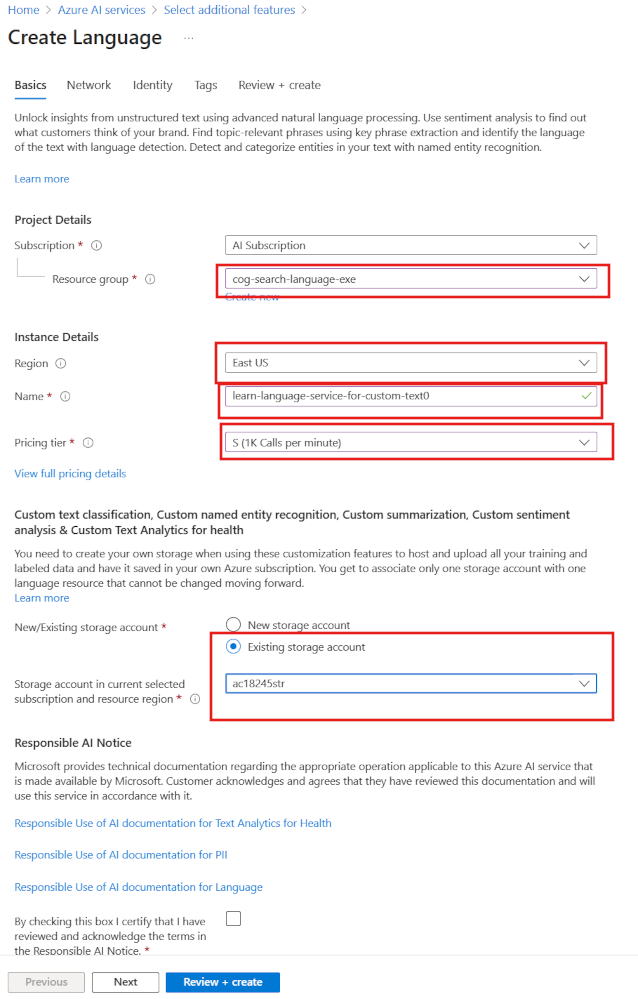 Home > Azure AI services > Select additional features >
Create Language ...
Basics Network Identity Tags Review + create
Unlock insights from unstructured text using advanced natural language processing. Use sentiment analysis to find out
what customers think of your brand. Find topic-relevant phrases using key phrase extraction and identify the language
of the text with language detection. Detect and categorize entities in your text with named entity recognition.
Learn more
Project Details
Subscription * AI Subscription
Resource group * cog-search-language-exe
Create new
Instance Details
Region East US
Name * learn-language-service-for-custom-text0
Pricing tier * S (1K Calls per minute)
View full pricing details
Custom text classification, Custom named entity recognition, Custom summarization, Custom sentiment
analysis & Custom Text Analytics for health
You need to create your own storage when using these customization features to host and upload all your training and
labeled data and have it saved in your own Azure subscription. You get to associate only one storage account with one
language resource that cannot be changed moving forward.
Learn more
New/Existing storage account * New storage account
Existing storage account
Storage account in current selected
subscription and resource region * ac18245str
Responsible AI Notice
Microsoft provides technical documentation regarding the appropriate operation applicable to this Azure AI service that
is made available by Microsoft. Customer acknowledges and agrees that they have reviewed this documentation and will
use this service in accordance with it.
Responsible Use of AI documentation for Text Analytics for Health
Responsible Use of AI documentation for PII
Responsible Use of AI documentation for Language
By checking this box I certify that I have
reviewed and acknowledge the terms in
the Responsible AI Notice. *
Previous Next Review + create